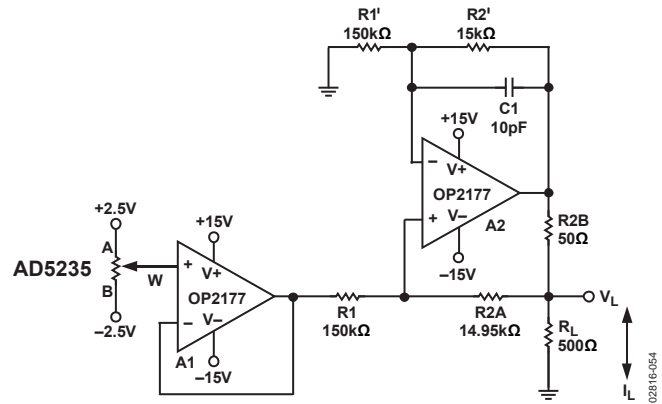 R1' R2'
150kΩ 15kΩ
C1
10pF
+15V
−
V+
OP2177
+
V−
A2
−15V
+2.5V
A
AD5235
B
−2.5V
W
+15V
+
V+
OP2177
−
V−
A1
−15V
R1
150kΩ
R2A
14.95kΩ
R2B
50Ω
VL
RL
500Ω
IL
02816-054